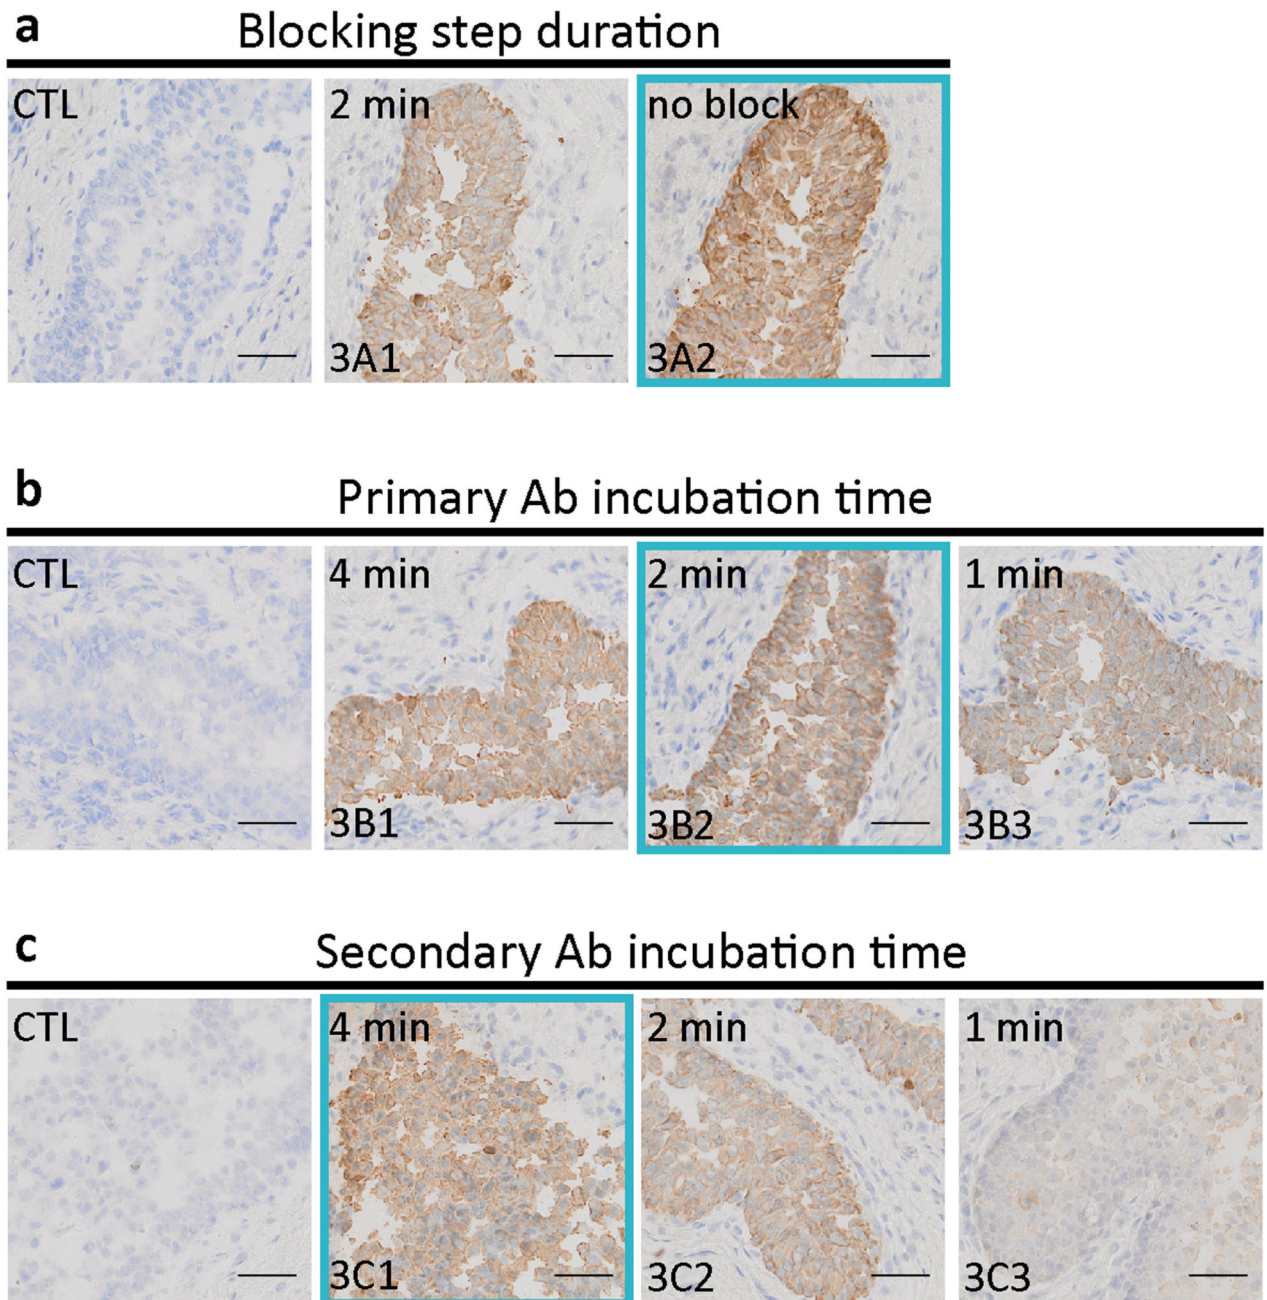 a
Blocking step duration
CTL
2 min
no block
3A1
3A2
b
Primary Ab incubation time
CTL
4 min
2 min
1 min
3B1
3B2
3B3
c
Secondary Ab incubation time
CTL
4 min
2 min
1 min
3C1
3C2
3C3